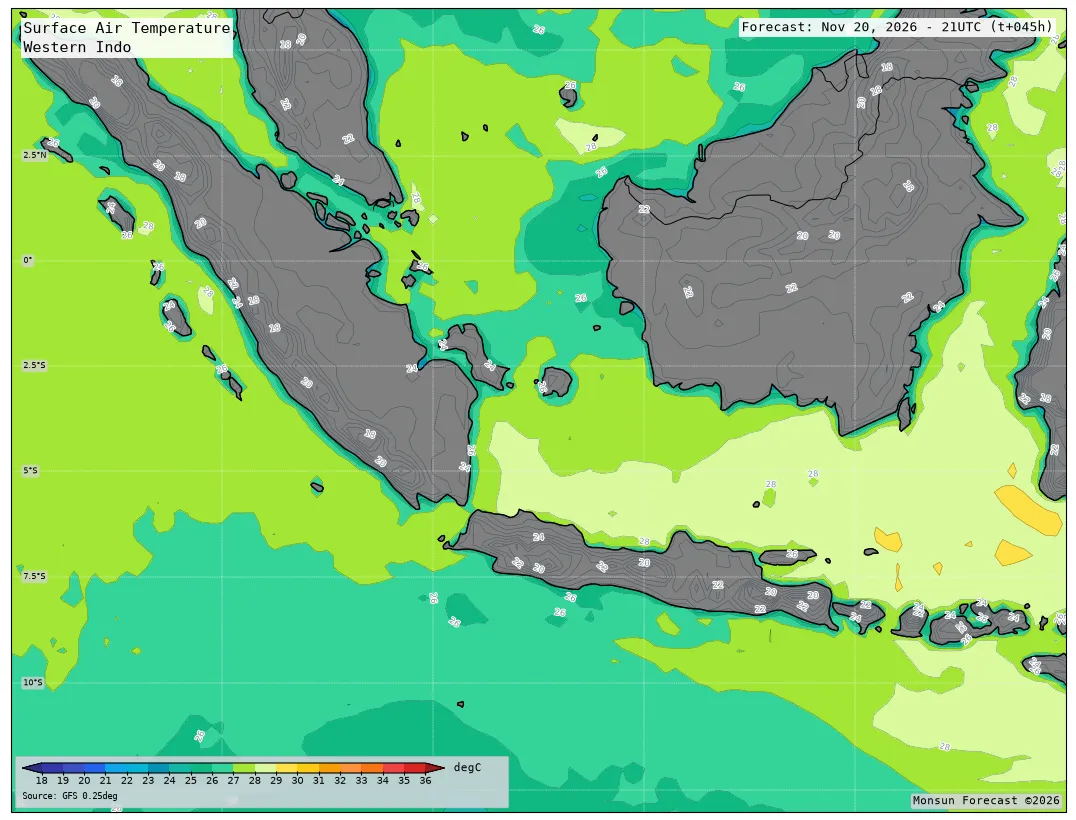 Surface Air Temperature
Western Indo
Forecast: Nov 20, 2026 - 21UTC (t+045h)
2.5°N
0°
2.5°S
5°S
7.5°S
10°S
degC
18 19 20 21 22 23 24 25 26 27 28 29 30 31 32 33 34 35 36
Source: GFS 0.25deg
Monsun Forecast ©2026